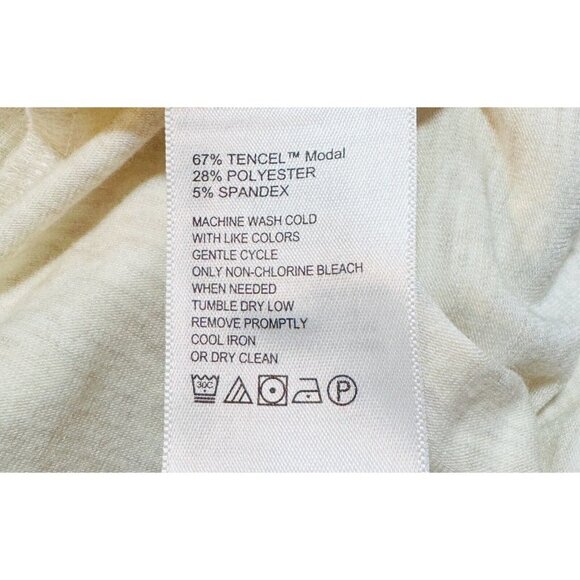 67% TENCEL™ Modal
28% POLYESTER
5% SPANDEX
MACHINE WASH COLD
WITH LIKE COLORS
GENTLE CYCLE
ONLY NON-CHLORINE BLEACH
WHEN NEEDED
TUMBLE DRY LOW
REMOVE PROMPTLY
COOL IRON
OR DRY CLEAN
30C P